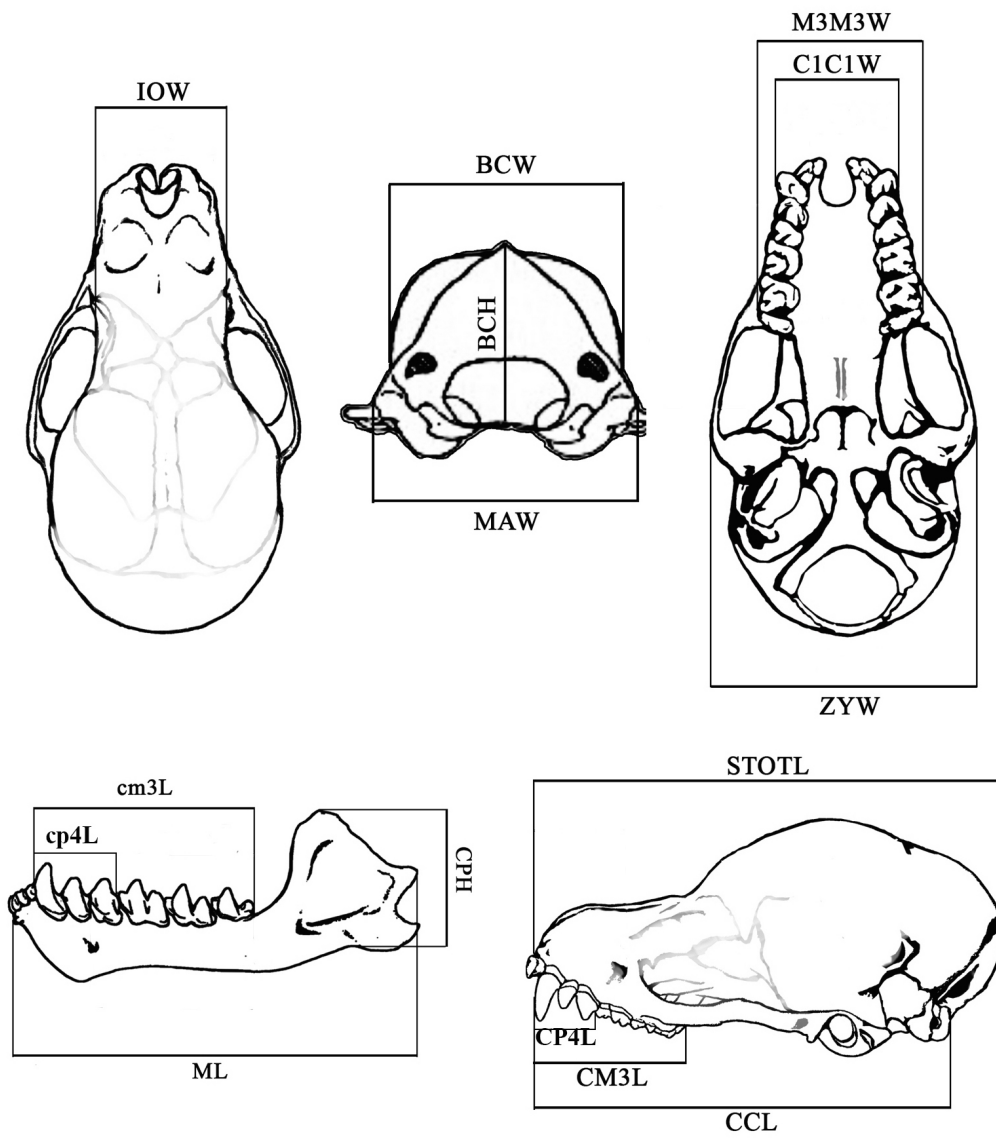 M3M3W
C1C1W
IOW
BCW
BCH
MAW
ZYW
STOTL
cm3L
cp4L
CPH
CP4L
CM3L
ML
CCL